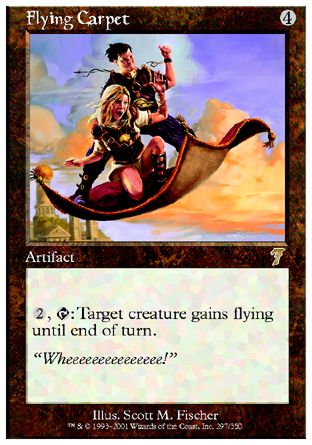 Flying Carpet 4
Artifact
2, T: Target creature gains flying
until end of turn.
“Wheeeeeeeeeeeeee!”
Illus. Scott M. Fischer
™ & © 1993–2001 Wizards of the Coast, Inc. 297/350